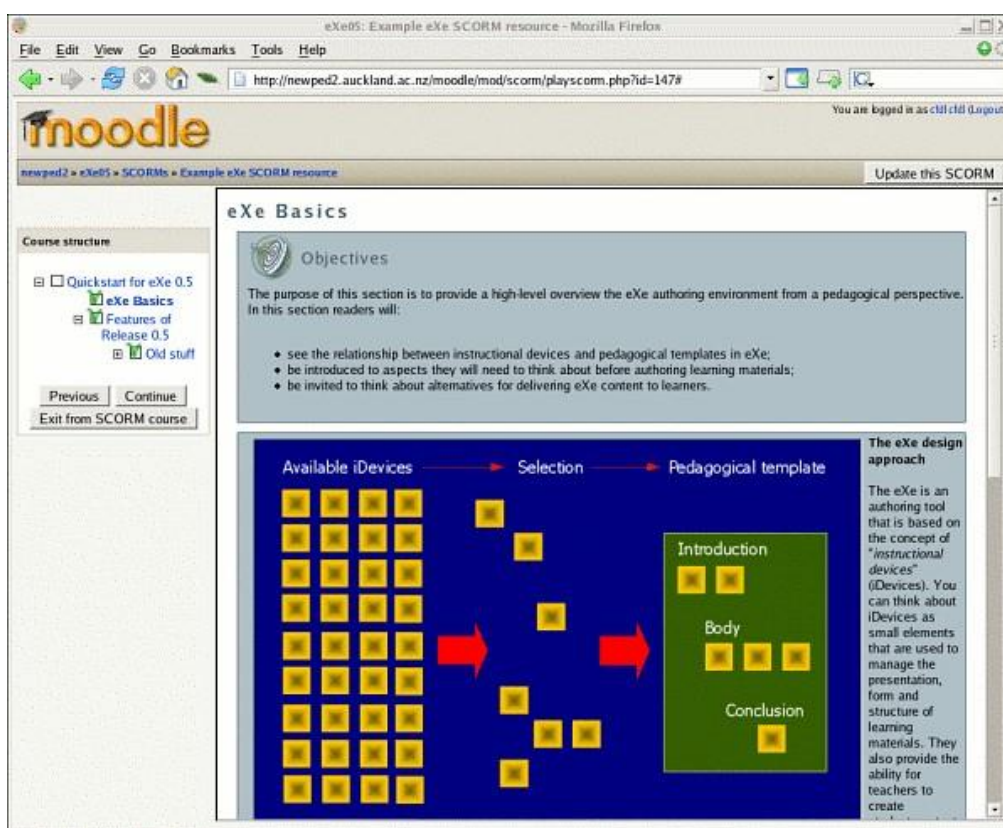 eXe05: Example eXe SCORM resource - Mozilla Firefox
File Edit View Go Bookmarks Tools Help
http://newped2.auckland.ac.nz/moodle/mod/scorm/playscorm.php?id=147#
moodle
You are logged in as cfdl cfdl (Logout
newped2 » eXe05 » SCORMs » Example eXe SCORM resource
Update this SCORM
Course structure
Quickstart for eXe 0.5
eXe Basics
Features of
Release 0.5
Old stuff
Previous Continue
Exit from SCORM course
eXe Basics
Objectives
The purpose of this section is to provide a high-level overview the eXe authoring environment from a pedagogical perspective.
In this section readers will:
• see the relationship between instructional devices and pedagogical templates in eXe;
• be introduced to aspects they will need to think about before authoring learning materials;
• be invited to think about alternatives for delivering eXe content to learners.
Available iDevices Selection Pedagogical template
Introduction
Body
Conclusion
The eXe design
approach
The eXe is an
authoring tool
that is based on
the concept of
"instructional
devices"
(iDevices). You
can think about
iDevices as
small elements
that are used to
manage the
presentation,
form and
structure of
learning
materials. They
also provide the
ability for
teachers to
create